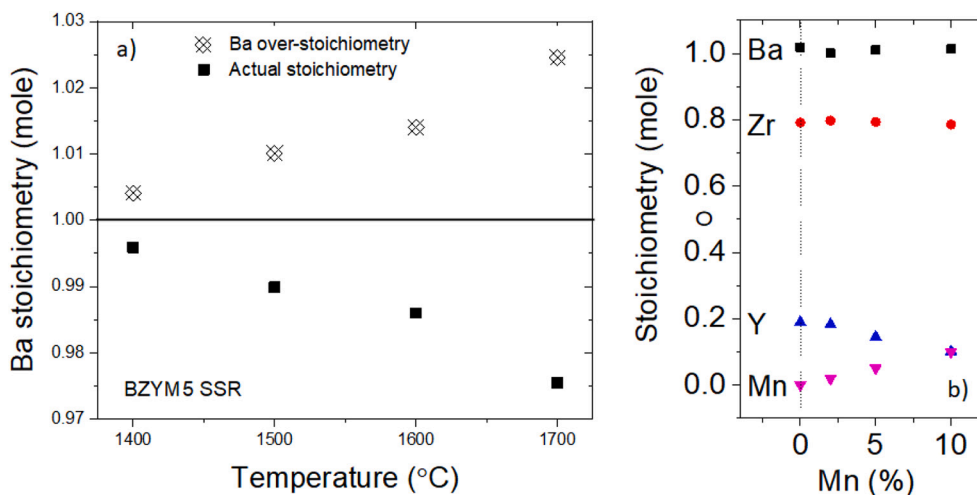 a)
Ba over-stoichiometry
Actual stoichiometry
1.03
1.02
1.01
1.00
0.99
0.98
0.97
Ba stoichiometry (mole)
BZYM5 SSR
1400
1500
1600
1700
Temperature (°C)
Ba
Zr
Y
Mn
1.0
0.8
0.6
0.4
0.2
0.0
Stoichiometry (mole)
b)
0
5
10
Mn (%)